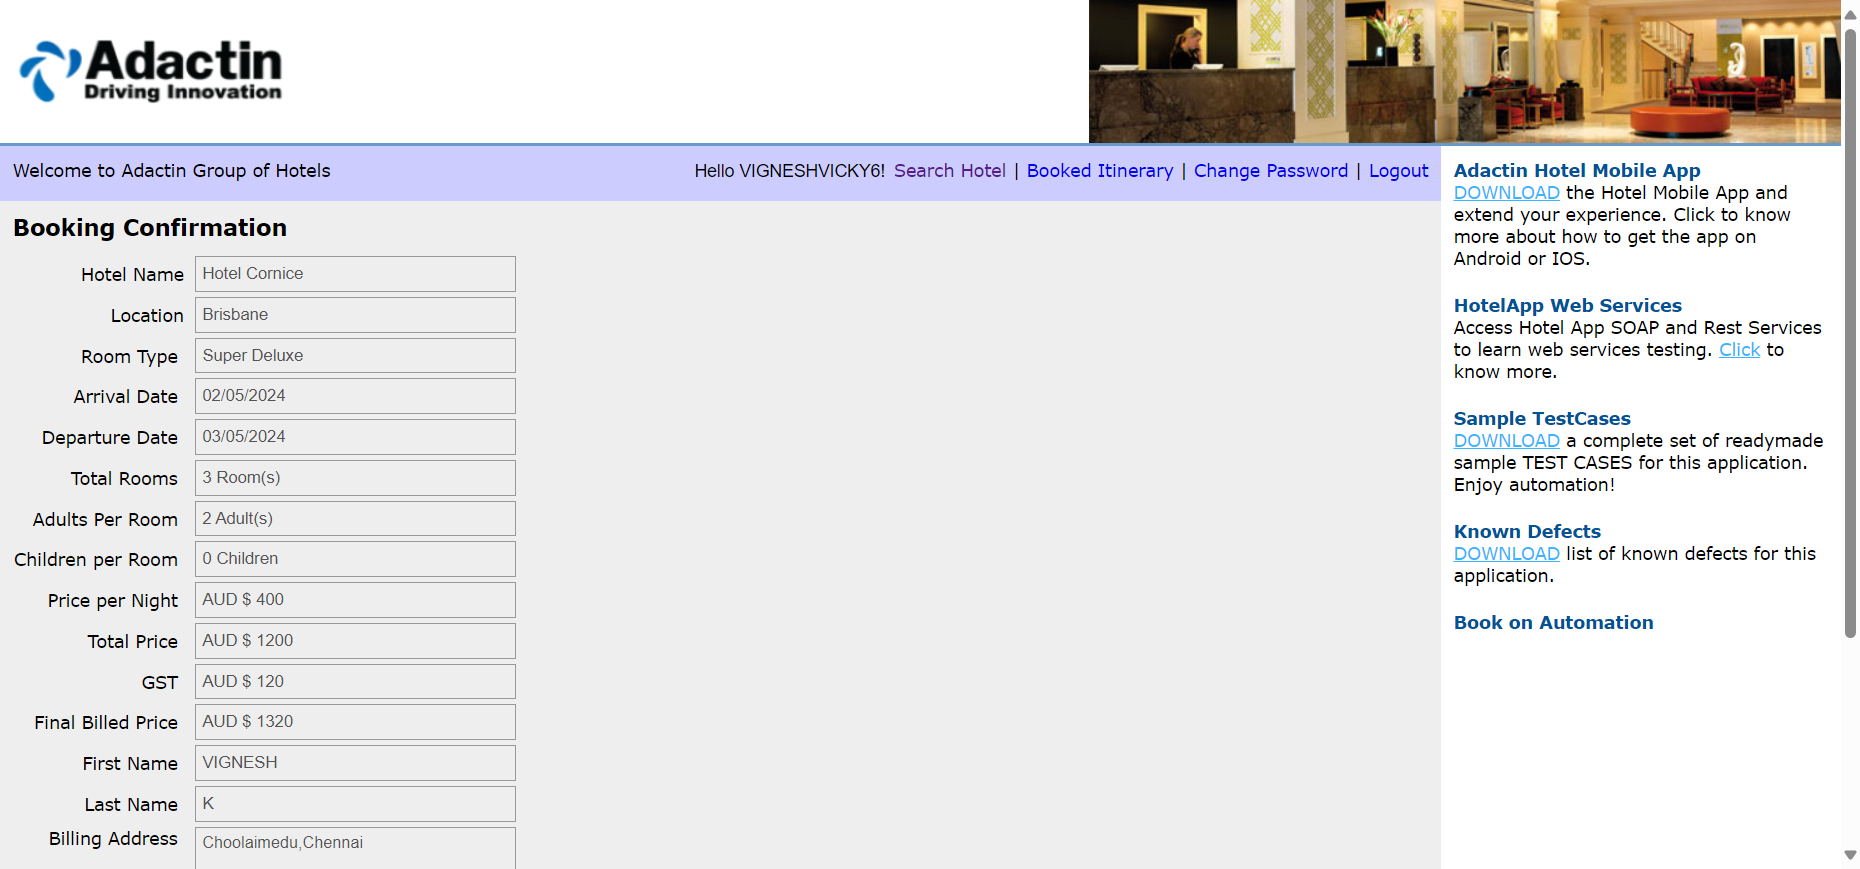 Adactin
Driving Innovation
Welcome to Adactin Group of Hotels
Hello VIGNESHVICKY6! Search Hotel | Booked Itinerary | Change Password | Logout
Booking Confirmation
Hotel Name Hotel Cornice
Location Brisbane
Room Type Super Deluxe
Arrival Date 02/05/2024
Departure Date 03/05/2024
Total Rooms 3 Room(s)
Adults Per Room 2 Adult(s)
Children per Room 0 Children
Price per Night AUD $ 400
Total Price AUD $ 1200
GST AUD $ 120
Final Billed Price AUD $ 1320
First Name VIGNESH
Last Name K
Billing Address Choolaimedu,Chennai
Adactin Hotel Mobile App
DOWNLOAD the Hotel Mobile App and
extend your experience. Click to know
more about how to get the app on
Android or IOS.
HotelApp Web Services
Access Hotel App SOAP and Rest Services
to learn web services testing. Click to
know more.
Sample TestCases
DOWNLOAD a complete set of readymade
sample TEST CASES for this application.
Enjoy automation!
Known Defects
DOWNLOAD list of known defects for this
application.
Book on Automation